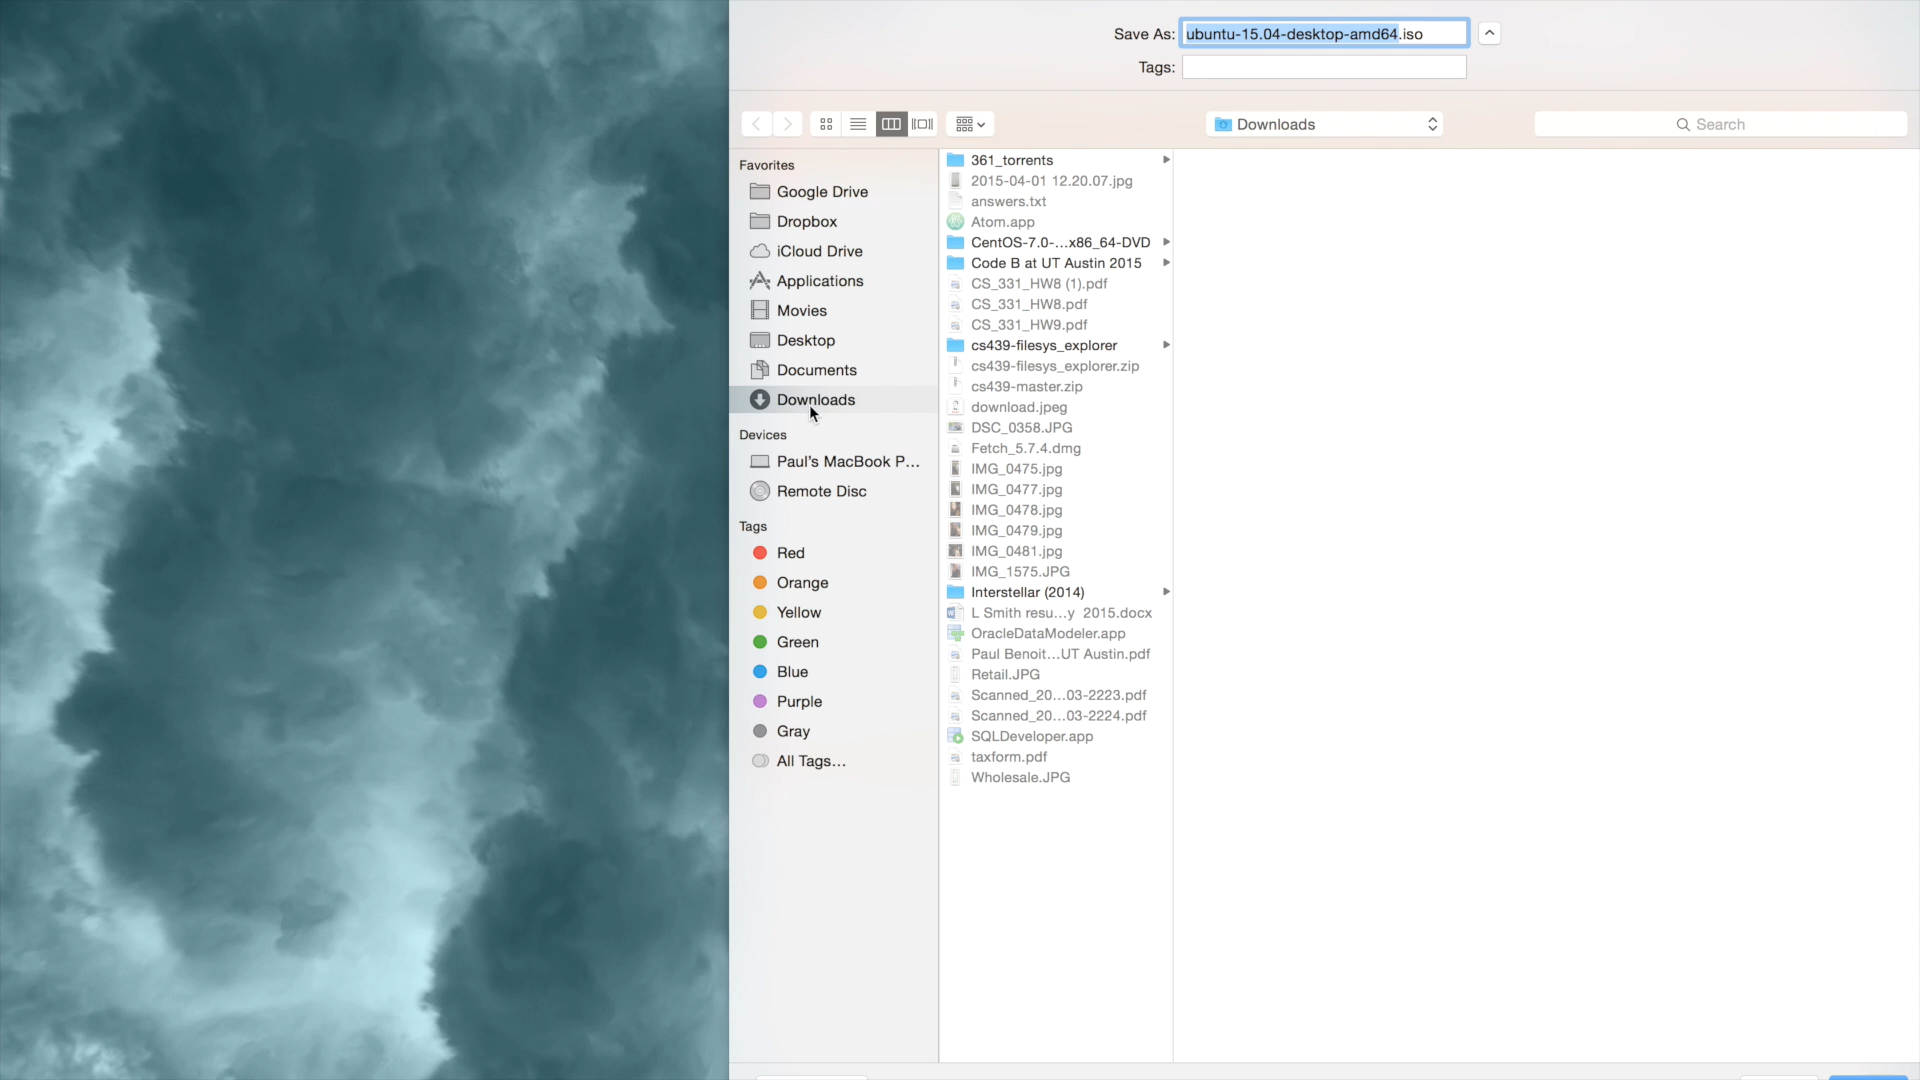 Save As: ubuntu-15.04-desktop-amd64.iso
Tags:
Downloads
Search
Favorites
Google Drive
Dropbox
iCloud Drive
Applications
Movies
Desktop
Documents
Downloads
Devices
Paul's MacBook P...
Remote Disc
Tags
Red
Orange
Yellow
Green
Blue
Purple
Gray
All Tags...
361_torrents
2015-04-01 12.20.07.jpg
answers.txt
Atom.app
CentOS-7.0-...x86_64-DVD
Code B at UT Austin 2015
CS_331_HW8 (1).pdf
CS_331_HW8.pdf
CS_331_HW9.pdf
cs439-filesys_explorer
cs439-filesys_explorer.zip
cs439-master.zip
download.jpeg
DSC_0358.JPG
Fetch_5.7.4.dmg
IMG_0475.jpg
IMG_0477.jpg
IMG_0478.jpg
IMG_0479.jpg
IMG_0481.jpg
IMG_1575.JPG
Interstellar (2014)
L Smith resu...y 2015.docx
OracleDataModeler.app
Paul Benoit...UT Austin.pdf
Retail.JPG
Scanned_20...03-2223.pdf
Scanned_20...03-2224.pdf
SQLDeveloper.app
taxform.pdf
Wholesale.JPG